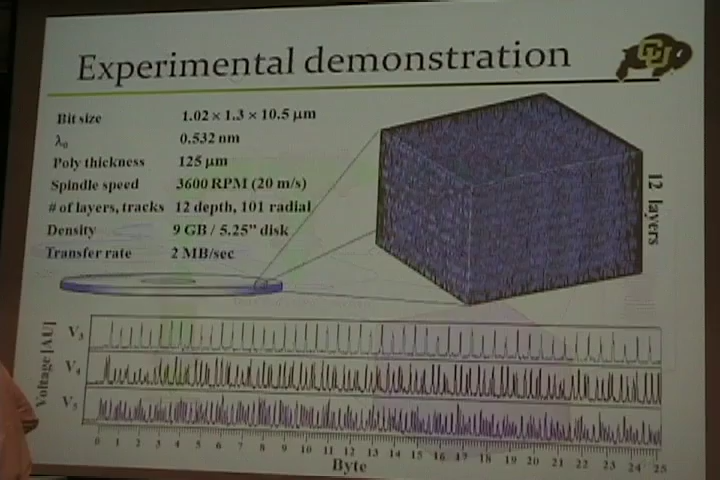 Experimental demonstration
CU
Bit size 1.02 × 1.3 × 10.5 μm
λ₀ 0.532 nm
Poly thickness 125 μm
Spindle speed 3600 RPM (20 m/s)
# of layers, tracks 12 depth, 101 radial
Density 9 GB / 5.25” disk
Transfer rate 2 MB/sec
12 layers
Voltage [AU]
V₃
V₄
V₅
0 1 2 3 4 5 6 7 8 9 10 11 12 13 14 15 16 17 18 19 20 21 22 23 24 25
Byte